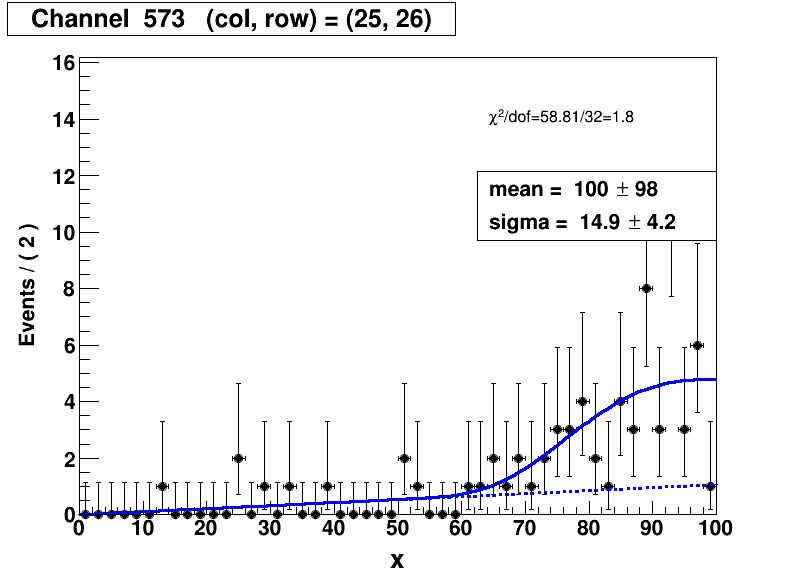 Channel 573 (col, row) = (25, 26)
χ²/dof=58.81/32=1.8
mean = 100 ± 98
sigma = 14.9 ± 4.2
Events / ( 2 )
16
14
12
10
8
6
4
2
0
0 10 20 30 40 50 60 70 80 90 100
x